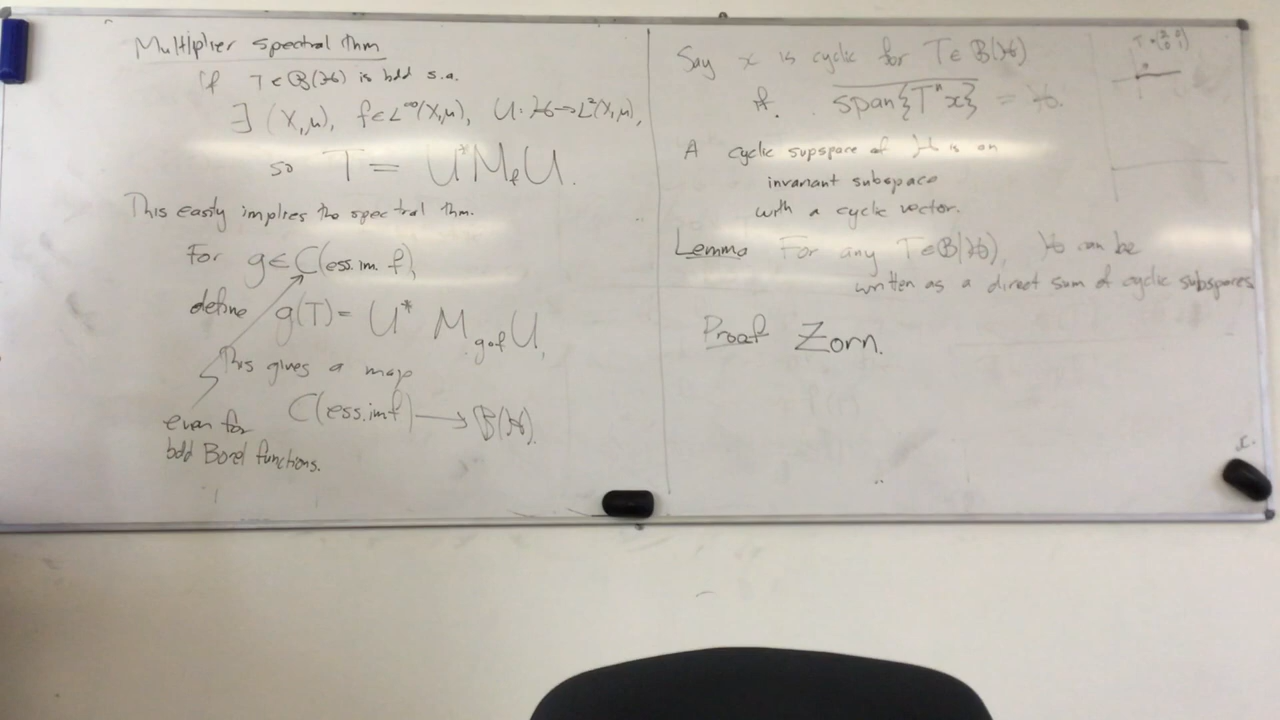 Multiplier spectral thm
If T ∈ B(H) is bdd s.a.
∃ (X,μ), f∈L^∞(X,μ), U: H→L²(X,μ),
so T = U*M_f U.
This easily implies the spectral thm.
For g∈C(ess.im. f),
define g(T) = U* M_{g∘f} U,
This gives a map
C(ess.imf) → B(H).
even for
bdd Borel functions.
Say x is cyclic for T∈B(H)
if span{Tⁿx} = H.
A cyclic supspace of H is an
invariant subspace
with a cyclic vector.
Lemma For any T∈B(H), H can be
written as a direct sum of cyclic subspaces
Proof Zorn.